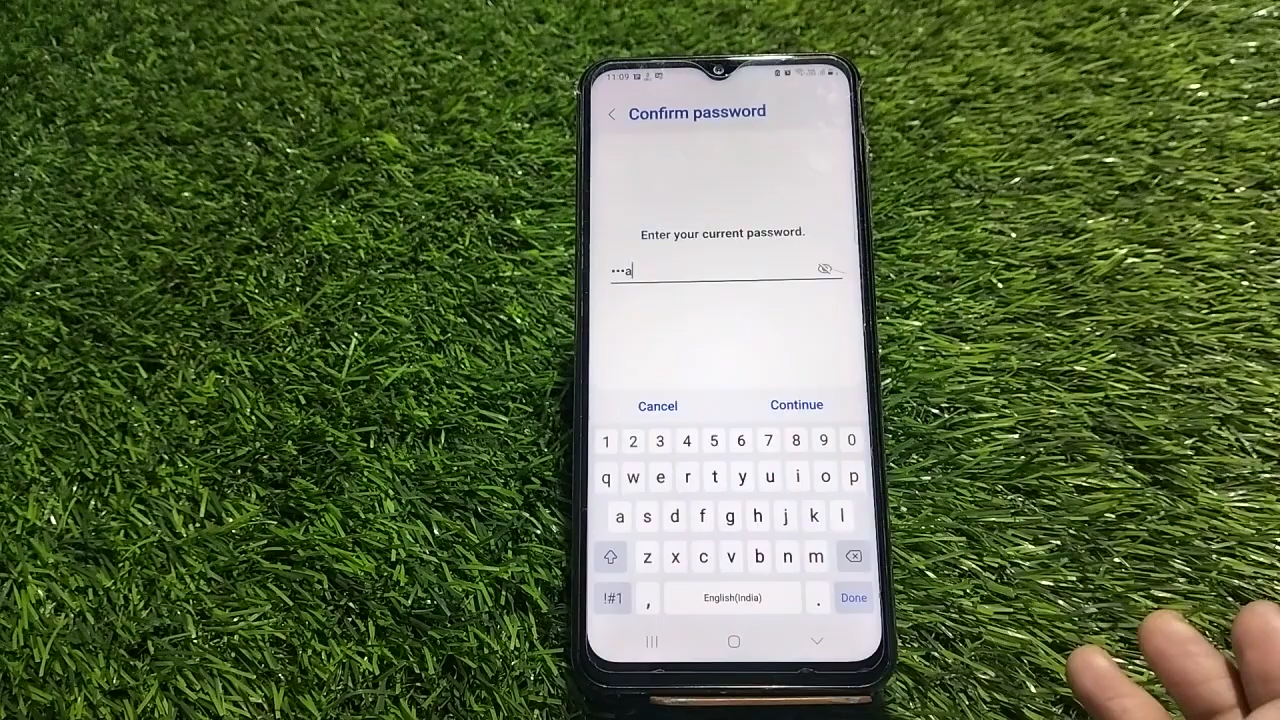 11:09
Confirm password
Enter your current password.
•••a
Cancel Continue
1 2 3 4 5 6 7 8 9 0
q w e r t y u i o p
a s d f g h j k l
z x c v b n m
!#1 , English(India) . Done